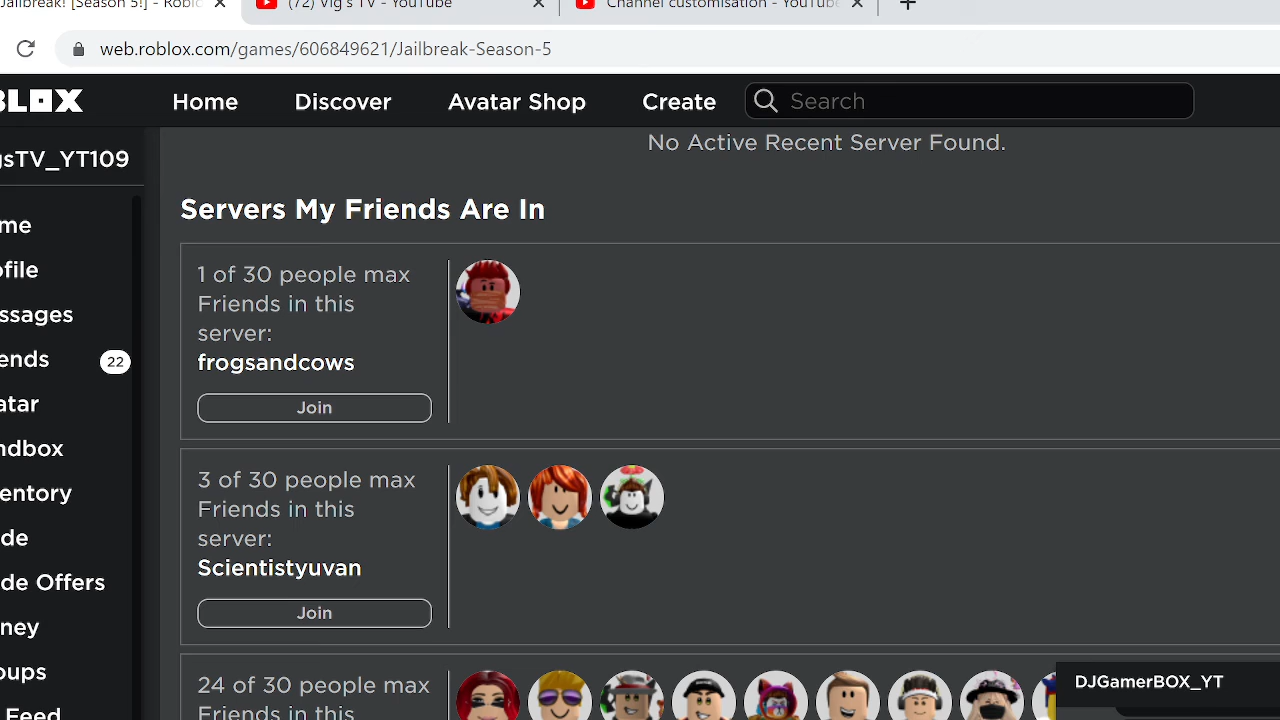 Jailbreak! [Season 5!] - Roblo
(72) Vig's TV - YouTube
Channel customisation - YouTube
web.roblox.com/games/606849621/Jailbreak-Season-5
BLOX
Home
Discover
Avatar Shop
Create
Search
gsTV_YT109
No Active Recent Server Found.
me
ofile
ssages
ends
22
atar
ndbox
entory
de
de Offers
ney
oups
Feed
Servers My Friends Are In
1 of 30 people max
Friends in this
server:
frogsandcows
Join
3 of 30 people max
Friends in this
server:
Scientistyuvan
Join
24 of 30 people max
Friends in this
DJGamerBOX_YT